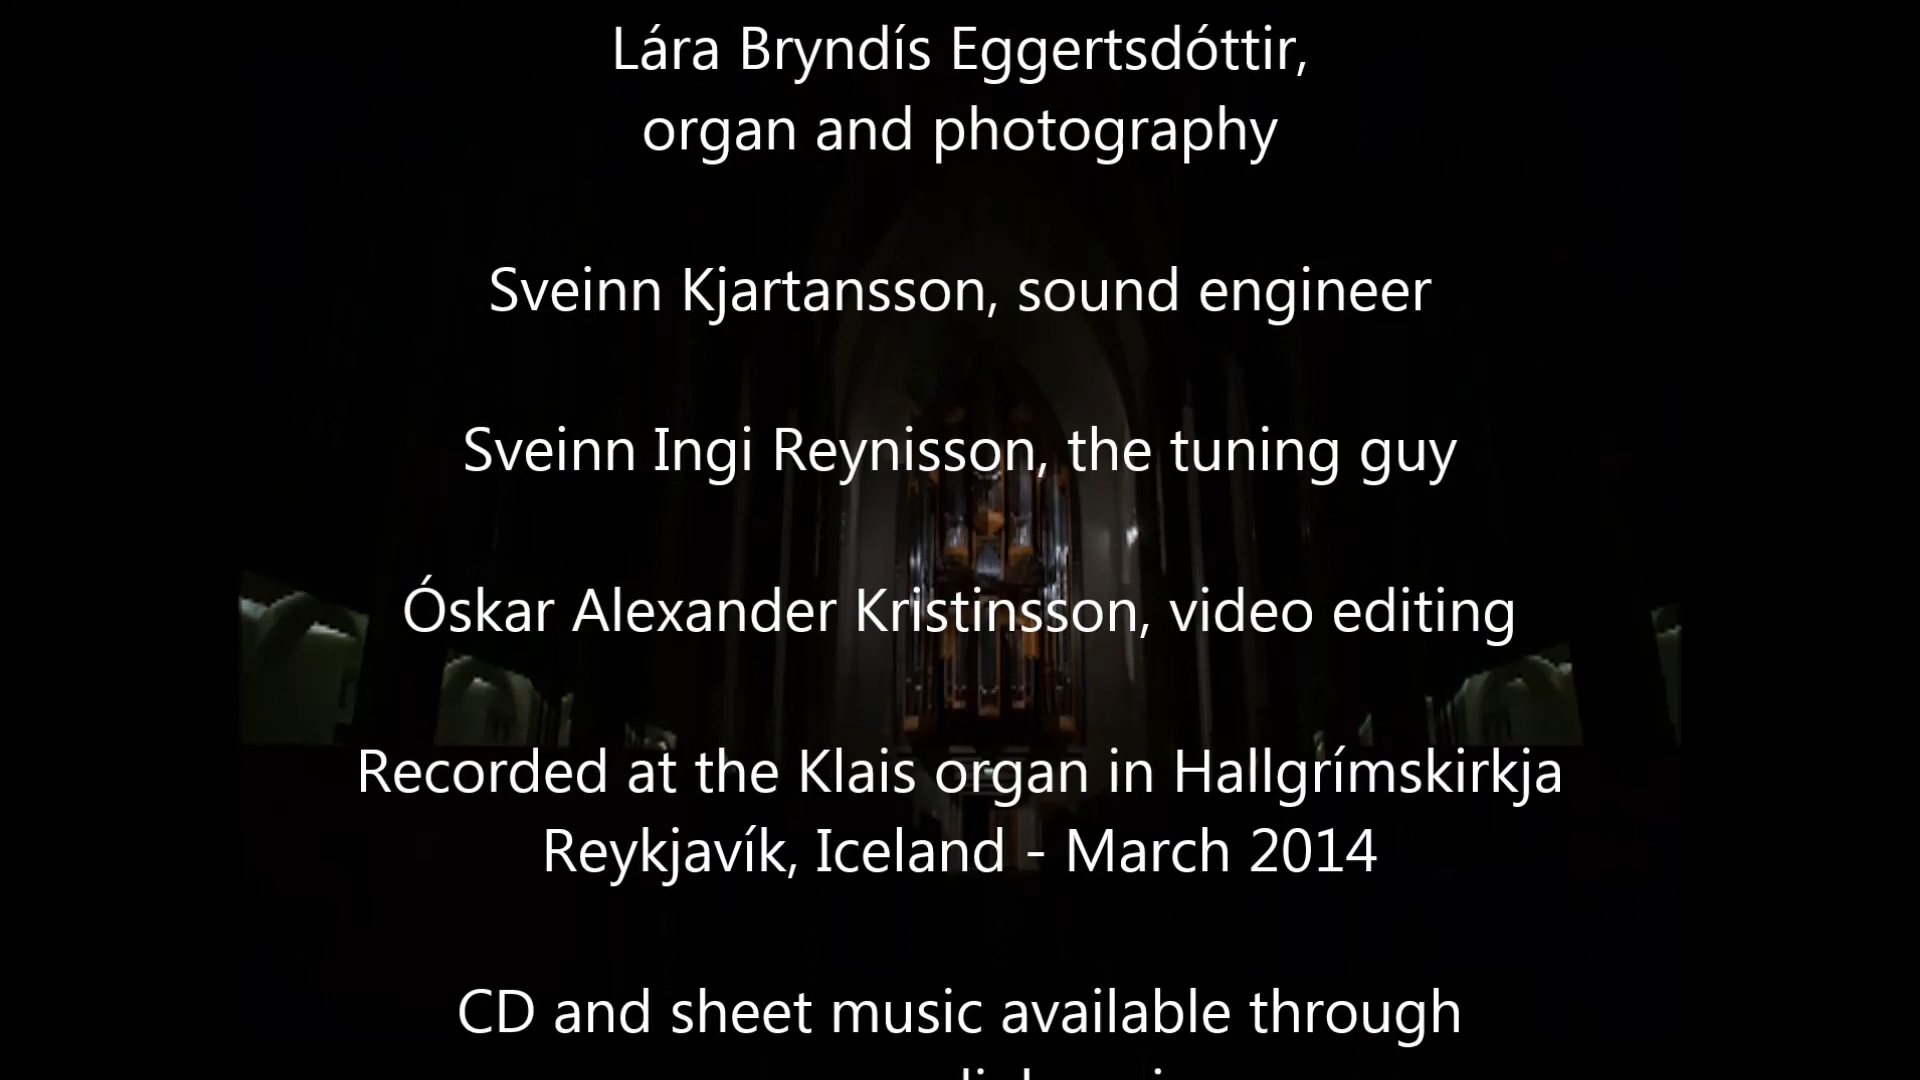 Lára Bryndís Eggertsdóttir,
organ and photography
Sveinn Kjartansson, sound engineer
Sveinn Ingi Reynisson, the tuning guy
Óskar Alexander Kristinsson, video editing
Recorded at the Klais organ in Hallgrímskirkja
Reykjavík, Iceland - March 2014
CD and sheet music available through